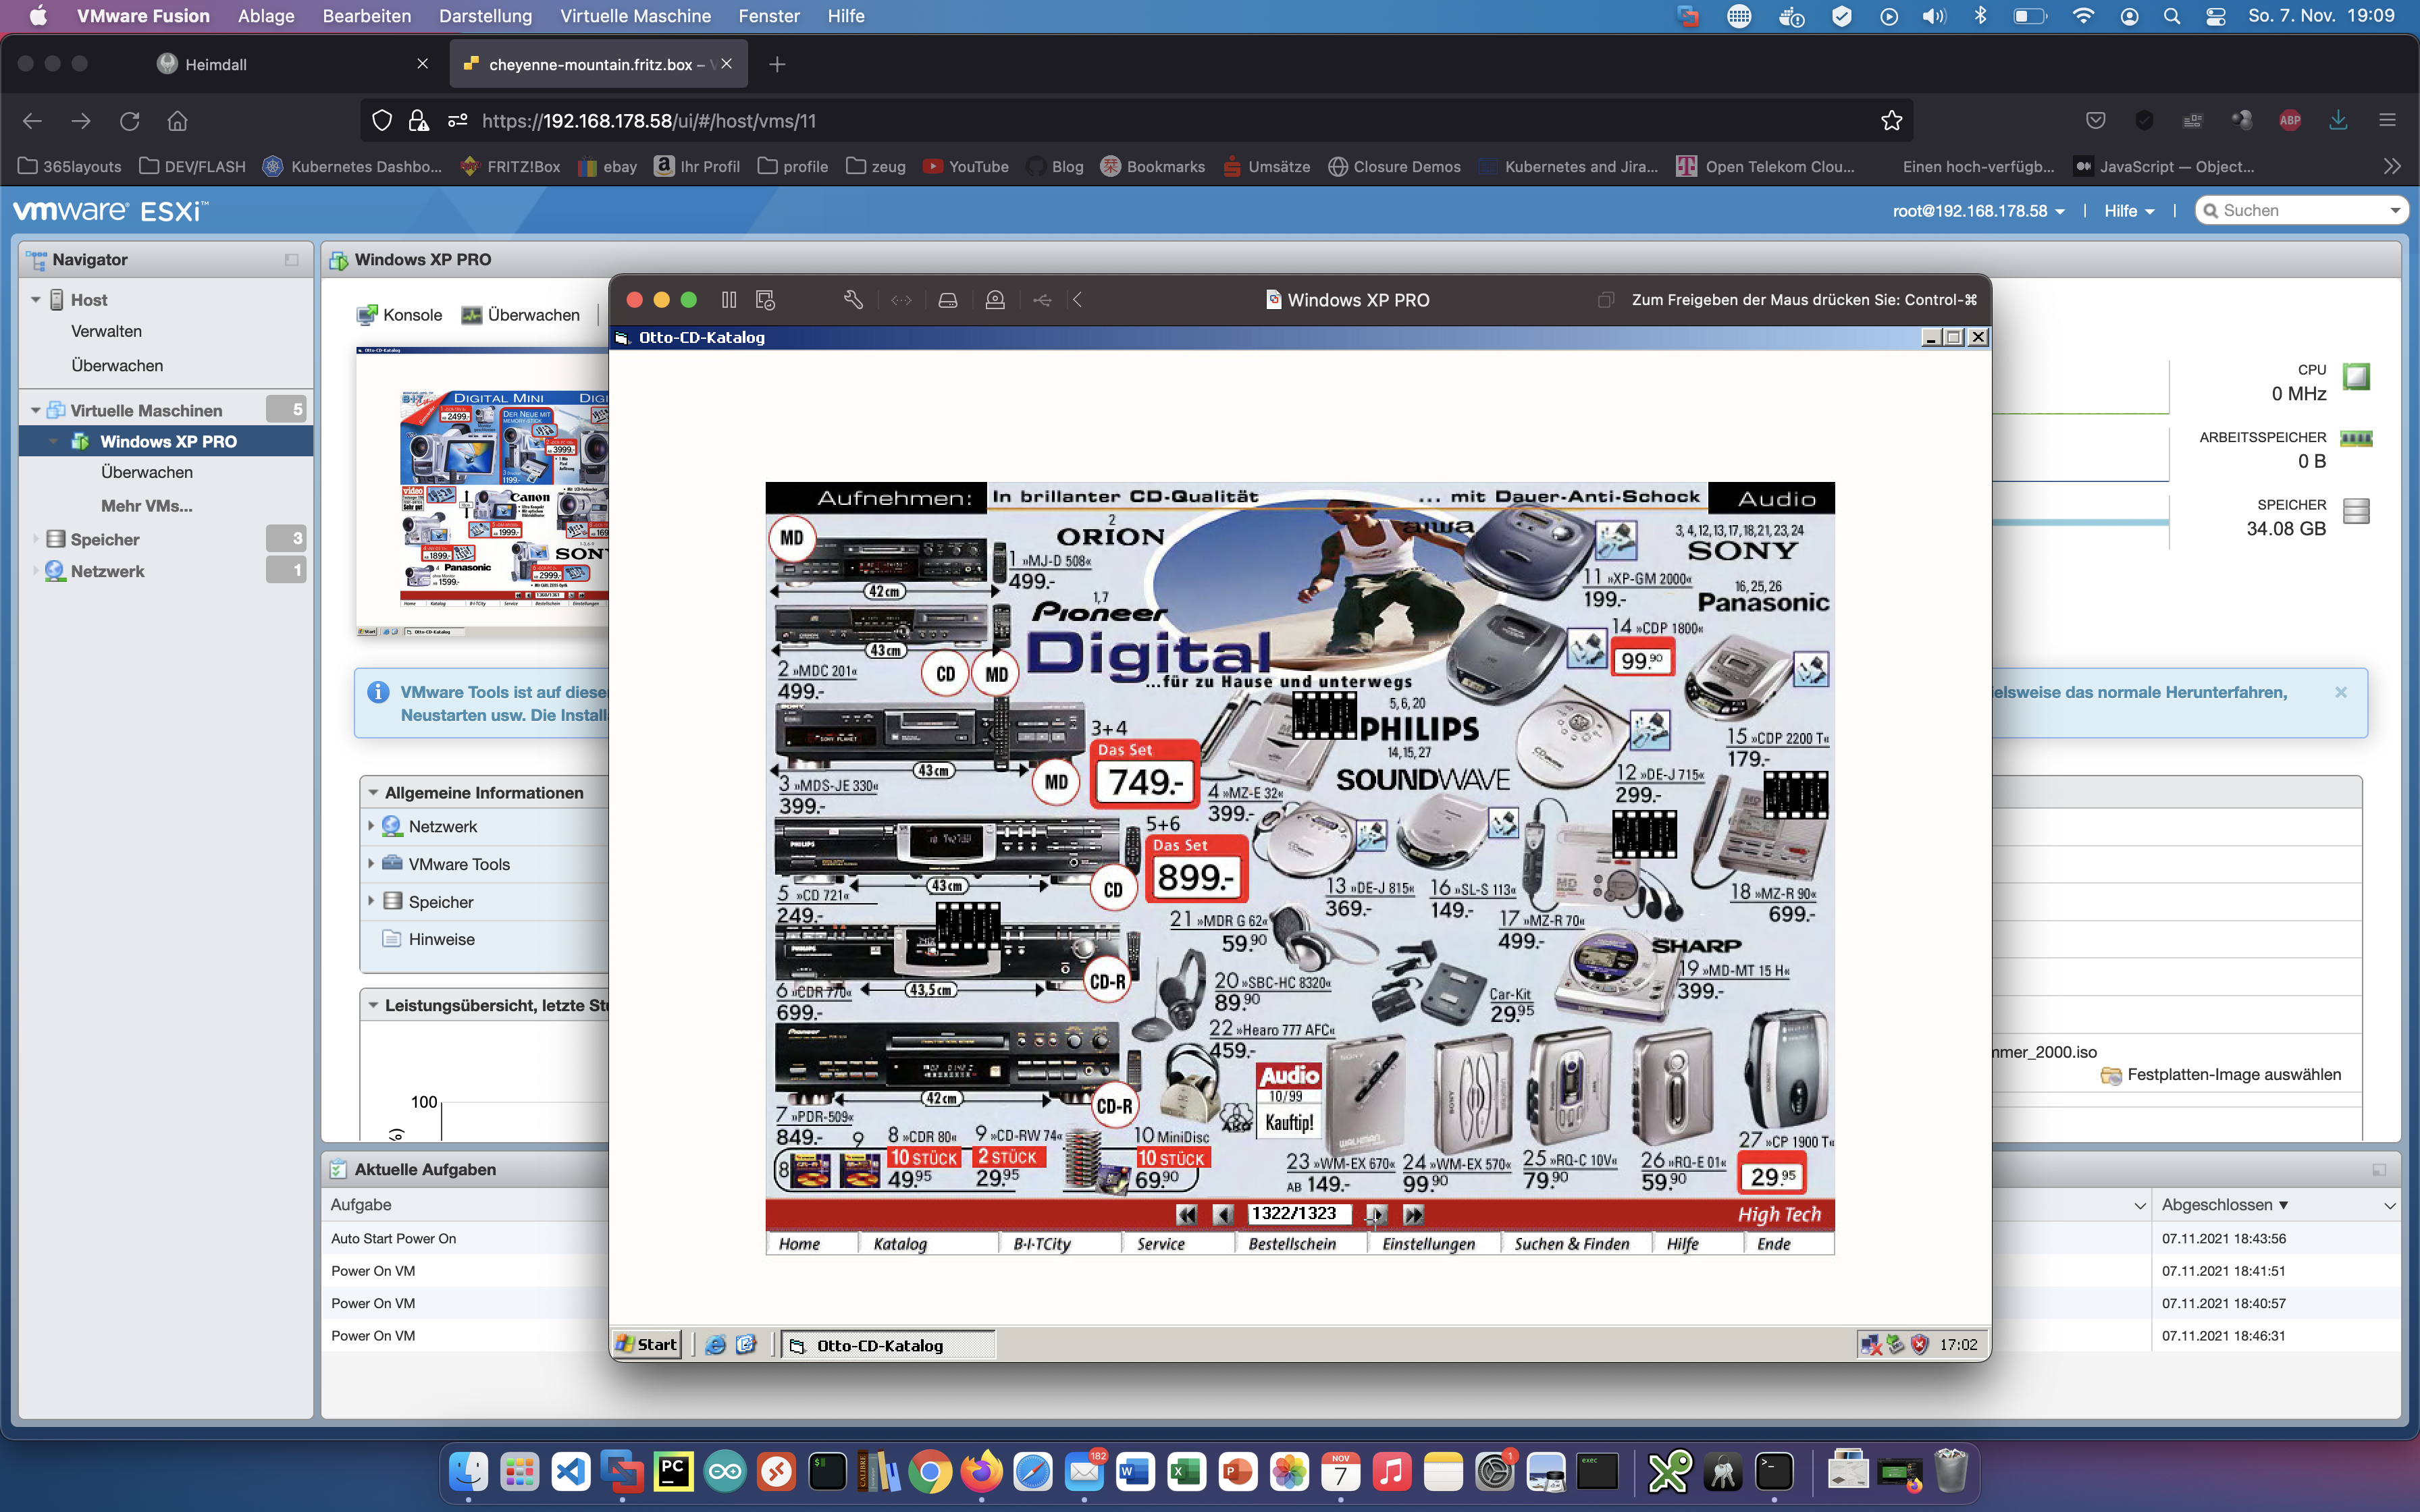 VMware Fusion Ablage Bearbeiten Darstellung Virtuelle Maschine Fenster Hilfe
So. 7. Nov. 19:09
Heimdall
cheyenne-mountain.fritz.box –
https://192.168.178.58/ui/#/host/vms/11
ABP
365layouts DEV/FLASH Kubernetes Dashbo... FRITZ!Box ebay Ihr Profil profile zeug YouTube Blog Bookmarks Umsätze Closure Demos Kubernetes and Jira... Open Telekom Clou... Einen hoch-verfügb... JavaScript — Object...
vmware ESXi™
root@192.168.178.58 | Hilfe | Suchen
Navigator
Host
Verwalten
Überwachen
Virtuelle Maschinen 5
Windows XP PRO
Überwachen
Mehr VMs...
Speicher 3
Netzwerk 1
Windows XP PRO
Konsole Überwachen
CPU
0 MHz
ARBEITSSPEICHER
0 B
SPEICHER
34.08 GB
VMware Tools ist auf diese
Neustarten usw. Die Install
elsweise das normale Herunterfahren,
Allgemeine Informationen
Netzwerk
VMware Tools
Speicher
Hinweise
Leistungsübersicht, letzte St
100
mmer_2000.iso
Festplatten-Image auswählen
Aktuelle Aufgaben
Aufgabe
Abgeschlossen ▼
Auto Start Power On
07.11.2021 18:43:56
Power On VM
07.11.2021 18:41:51
Power On VM
07.11.2021 18:40:57
Power On VM
07.11.2021 18:46:31
Windows XP PRO
Zum Freigeben der Maus drücken Sie: Control-⌘
Otto-CD-Katalog
Aufnehmen: In brillanter CD-Qualität ... mit Dauer-Anti-Schock Audio
MD
2
ORION
1 »MJ-D 508«
499.-
42 cm
aiwa
11 »XP-GM 2000«
199.-
3, 4, 12, 13, 17, 18, 21, 23, 24
SONY
16, 25, 26
Panasonic
1,7
Pioneer
Digital
...für zu Hause und unterwegs
43 cm
2 »MDC 201«
499.-
CD MD
14 »CDP 1800«
99.90
15 »CDP 2200 T«
179.-
5, 6, 20
PHILIPS
14, 15, 27
SOUNDWAVE
3+4
Das Set
749.-
43 cm
MD
3 »MDS-JE 330«
399.-
4 »MZ-E 32«
399.-
12 »DE-J 715«
299.-
5+6
Das Set
899.-
43 cm
CD
5 »CD 721«
249.-
13 »DE-J 815«
369.-
16 »SL-S 113«
149.-
17 »MZ-R 70«
499.-
18 »MZ-R 90«
699.-
21 »MDR G 62«
59.90
SHARP
19 »MD-MT 15 H«
399.-
CD-R
43,5 cm
6 »CDR 770«
699.-
20 »SBC-HC 8320«
89.90
Car-Kit
29.95
22 »Hearo 777 AFC«
459.-
AKG
Audio
10/99
Kauftip!
42 cm
CD-R
7 »PDR-509«
849.-
8
9
8 »CDR 80«
10 STÜCK
49.95
9 »CD-RW 74«
2 STÜCK
29.95
10 MiniDisc
10 STÜCK
69.90
23 »WM-EX 670«
AB 149.-
24 »WM-EX 570«
99.90
25 »RQ-C 10V«
79.90
26 »RQ-E 01«
59.90
27 »CP 1900 T«
29.95
1322/1323
High Tech
Home Katalog B·I·TCity Service Bestellschein Einstellungen Suchen & Finden Hilfe Ende
Start Otto-CD-Katalog 17:02
182
NOV
7
1
exec